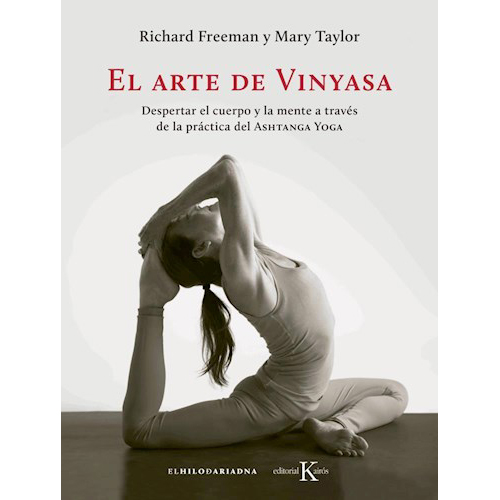 Richard Freeman y Mary Taylor
EL ARTE DE VINYASA
Despertar el cuerpo y la mente a través
de la práctica del ASHTANGA YOGA
ELHILODARIADNA
editorial Kairós